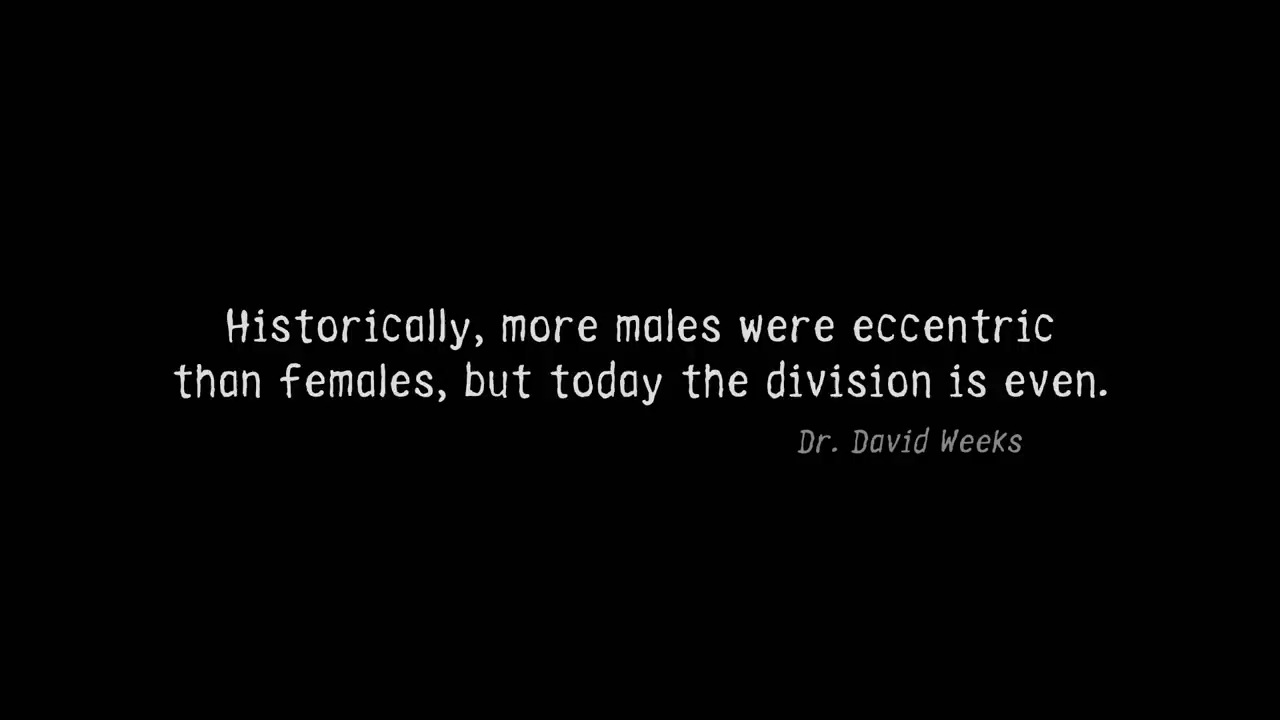 Historically, more males were eccentric
than females, but today the division is even.
Dr. David Weeks